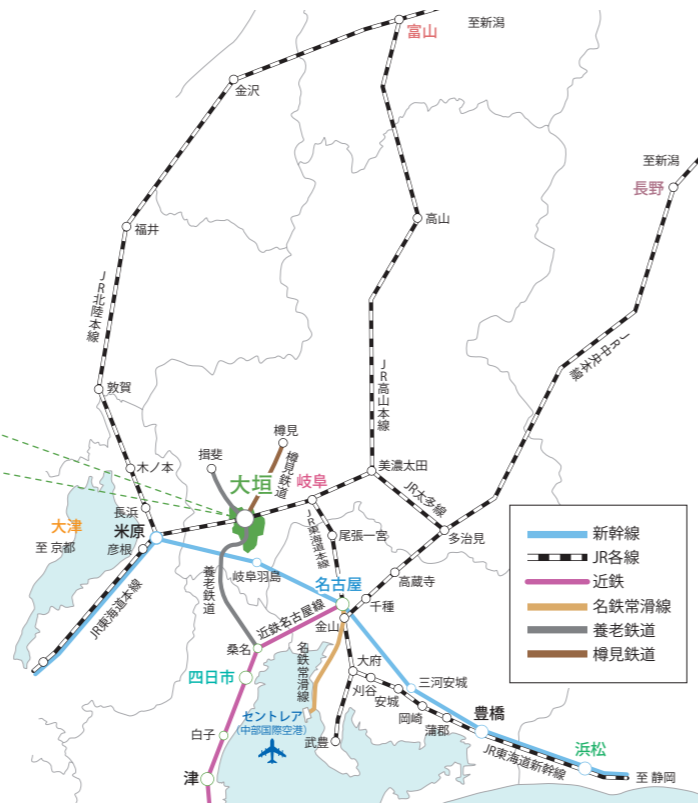 富山
至新潟
金沢
至新潟
長野
高山
福井
JR北陸本線
JR中央本線
JR高山本線
敦賀
樽見
揖斐
樽見鉄道
木ノ本
大垣
岐阜
美濃太田
JR太多線
長浜
大津
米原
至 京都
彦根
JR東海道本線
尾張一宮
多治見
岐阜羽島
高蔵寺
名古屋
千種
養老鉄道
JR東海道本線
近鉄名古屋線
金山
桑名
名鉄常滑線
大府
四日市
刈谷
安城
三河安城
岡崎
蒲郡
豊橋
セントレア
(中部国際空港)
白子
武豊
JR東海道新幹線
浜松
津
至 静岡
新幹線
JR各線
近鉄
名鉄常滑線
養老鉄道
樽見鉄道